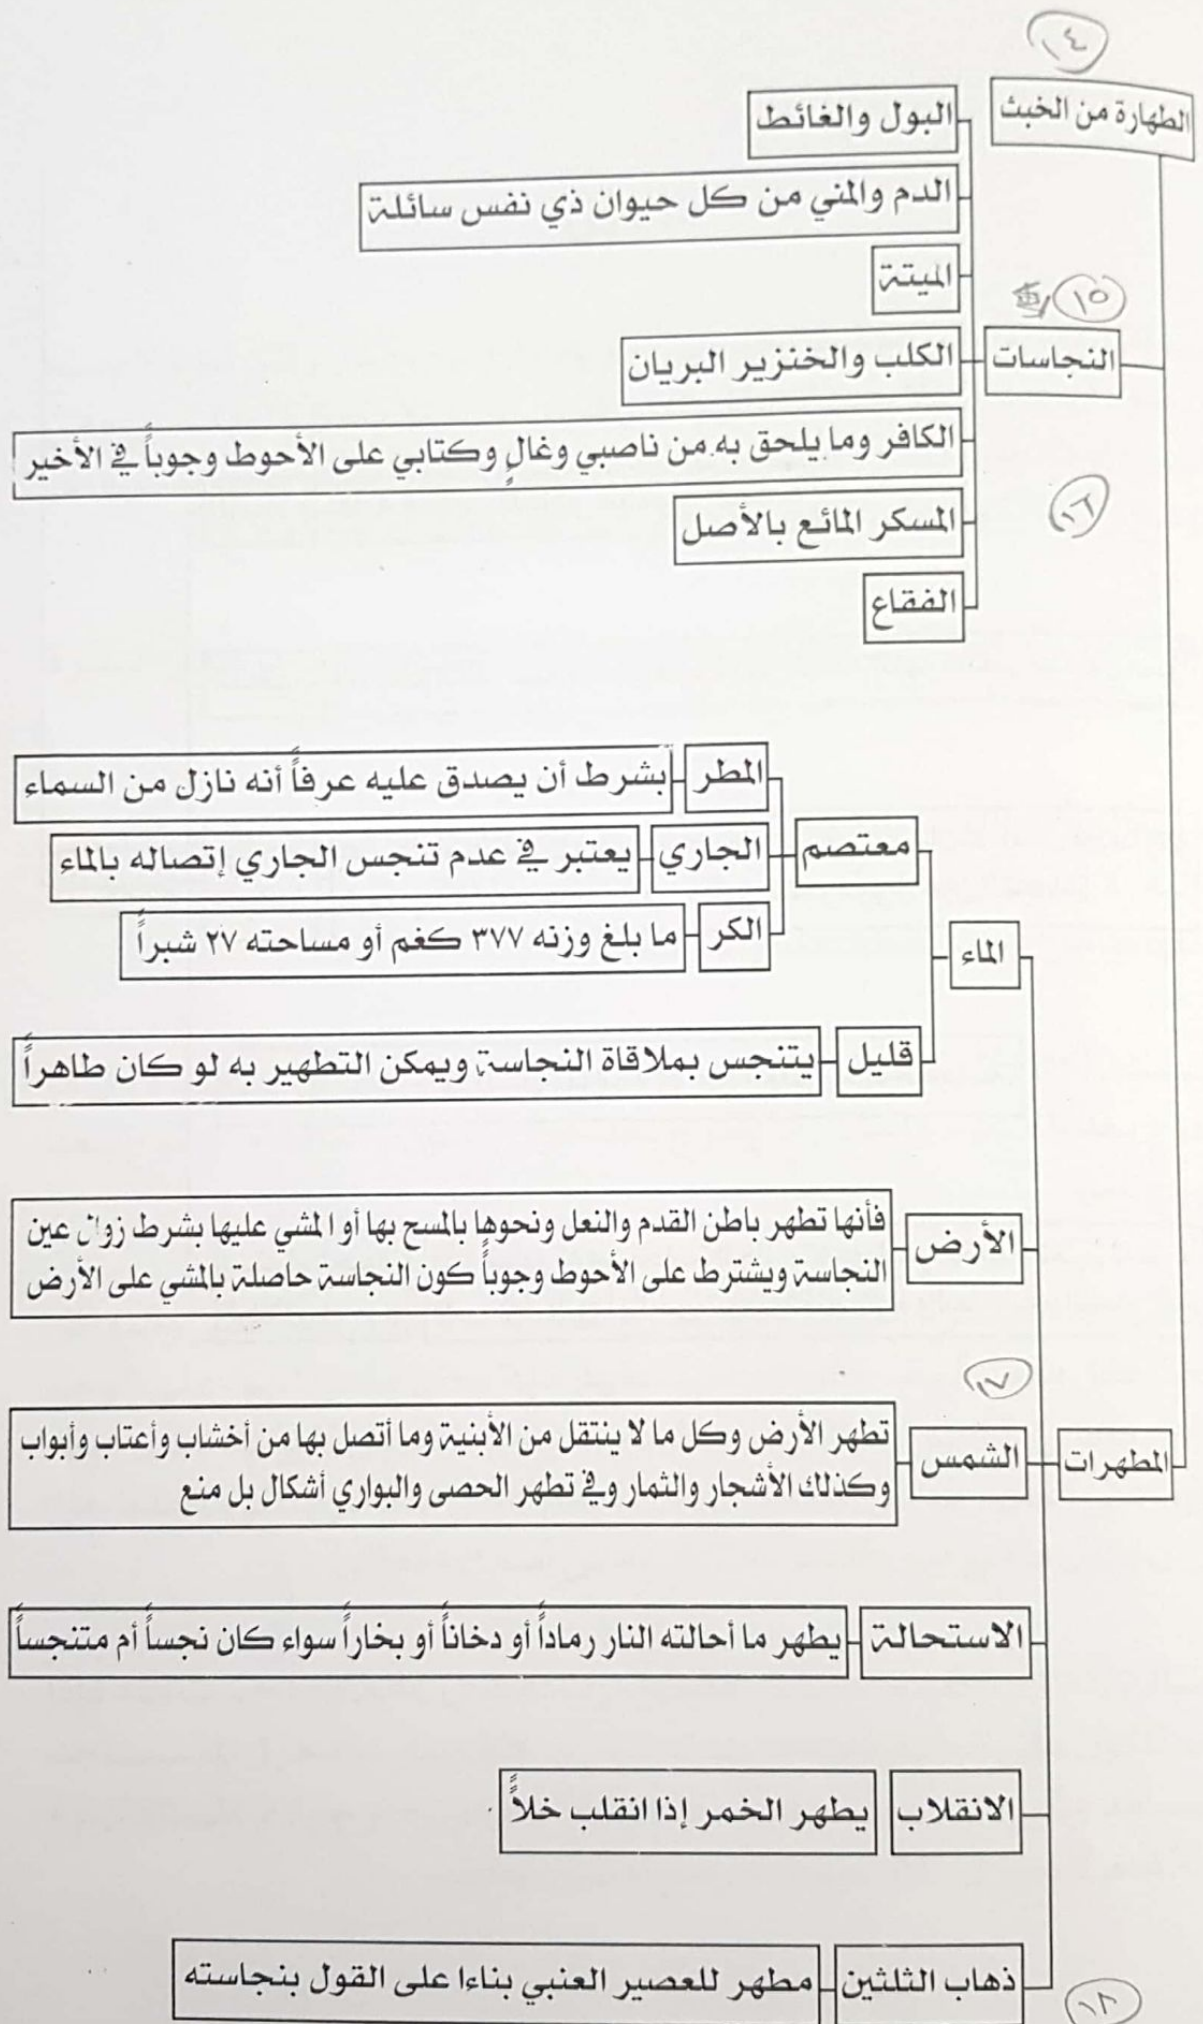 ١٤
الطهارة من الخبث
البول والغائط
الدم والمني من كل حيوان ذي نفس سائلة
الميتة
١٥
النجاسات
الكلب والخنزير البريان
الكافر وما يلحق به من ناصبي وغالٍ وكتابي على الأحوط وجوباً في الأخير
١٦
المسكر المائع بالأصل
الفقاع
المطر
بشرط أن يصدق عليه عرفاً أنه نازل من السماء
معتصم
الجاري
يعتبر في عدم تنجس الجاري إتصاله بالماء
الكر
ما بلغ وزنه ٣٧٧ كغم أو مساحته ٢٧ شبراً
الماء
قليل
يتنجس بملاقاة النجاسة ويمكن التطهير به لو كان طاهراً
الأرض
فأنها تطهر باطن القدم والنعل ونحوها بالمسح بها أو المشي عليها بشرط زوال عين
النجاسة ويشترط على الأحوط وجوباً كون النجاسة حاصلة بالمشي على الأرض
١٧
المطهرات
الشمس
تطهر الأرض وكل ما لا ينتقل من الأبنية وما أتصل بها من أخشاب وأعتاب وأبواب
وكذلك الأشجار والثمار وفي تطهر الحصى والبواري أشكال بل منع
الاستحالة
يطهر ما أحالته النار رماداً أو دخاناً أو بخاراً سواء كان نجساً أم متنجساً
الانقلاب
يطهر الخمر إذا انقلب خلاً
ذهاب الثلثين
مطهر للعصير العنبي بناءا على القول بنجاسته
١٨